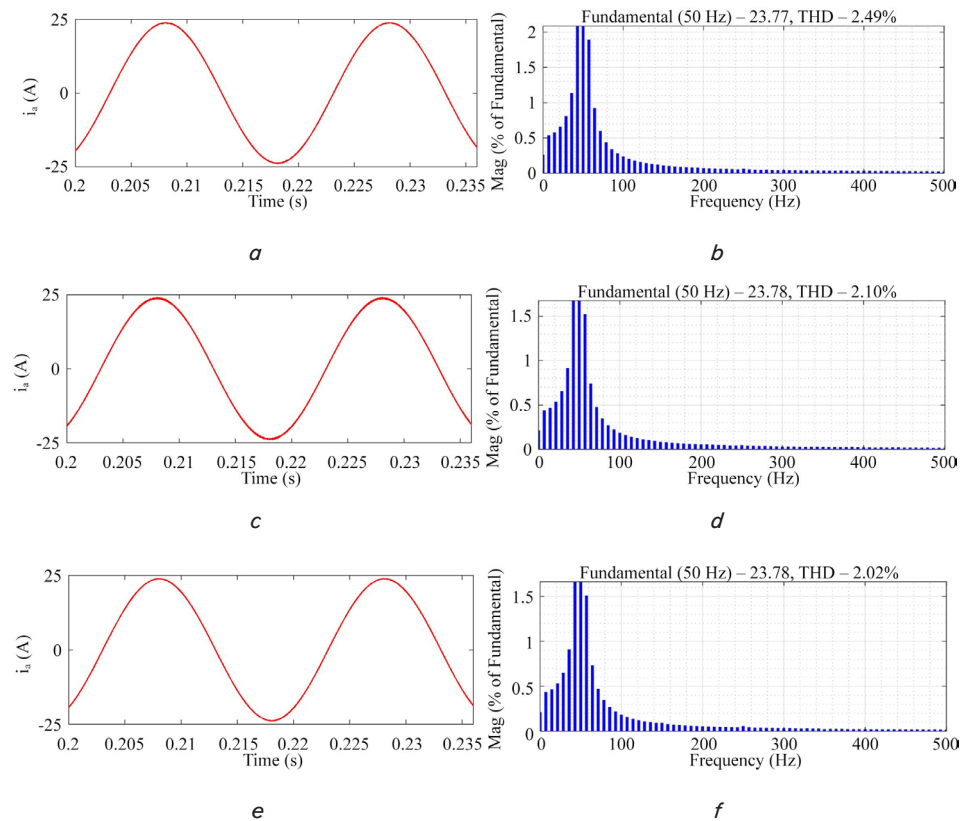 25
0
-25
i_a (A)
0.2 0.205 0.21 0.215 0.22 0.225 0.23 0.235
Time (s)
a
Fundamental (50 Hz) – 23.77, THD – 2.49%
2
1.5
1
0.5
0
Mag (% of Fundamental)
0 100 200 300 400 500
Frequency (Hz)
b
25
0
-25
i_a (A)
0.2 0.205 0.21 0.215 0.22 0.225 0.23 0.235
Time (s)
c
Fundamental (50 Hz) – 23.78, THD – 2.10%
1.5
1
0.5
0
Mag (% of Fundamental)
0 100 200 300 400 500
Frequency (Hz)
d
25
0
-25
i_a (A)
0.2 0.205 0.21 0.215 0.22 0.225 0.23 0.235
Time (s)
e
Fundamental (50 Hz) – 23.78, THD – 2.02%
1.5
1
0.5
0
Mag (% of Fundamental)
0 100 200 300 400 500
Frequency (Hz)
f